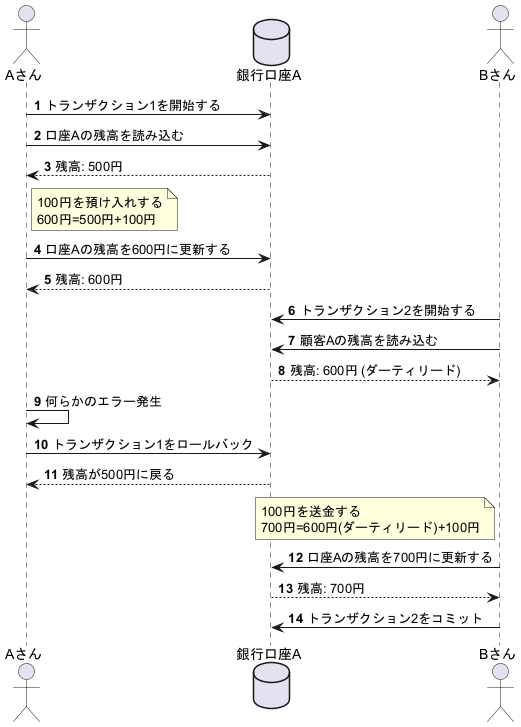 Aさん
銀行口座A
Bさん
1 トランザクション1を開始する
2 口座Aの残高を読み込む
3 残高: 500円
100円を預け入れする
600円=500円+100円
4 口座Aの残高を600円に更新する
5 残高: 600円
6 トランザクション2を開始する
7 顧客Aの残高を読み込む
8 残高: 600円 (ダーティリード)
9 何らかのエラー発生
10 トランザクション1をロールバック
11 残高が500円に戻る
100円を送金する
700円=600円(ダーティリード)+100円
12 口座Aの残高を700円に更新する
13 残高: 700円
14 トランザクション2をコミット
Aさん
銀行口座A
Bさん